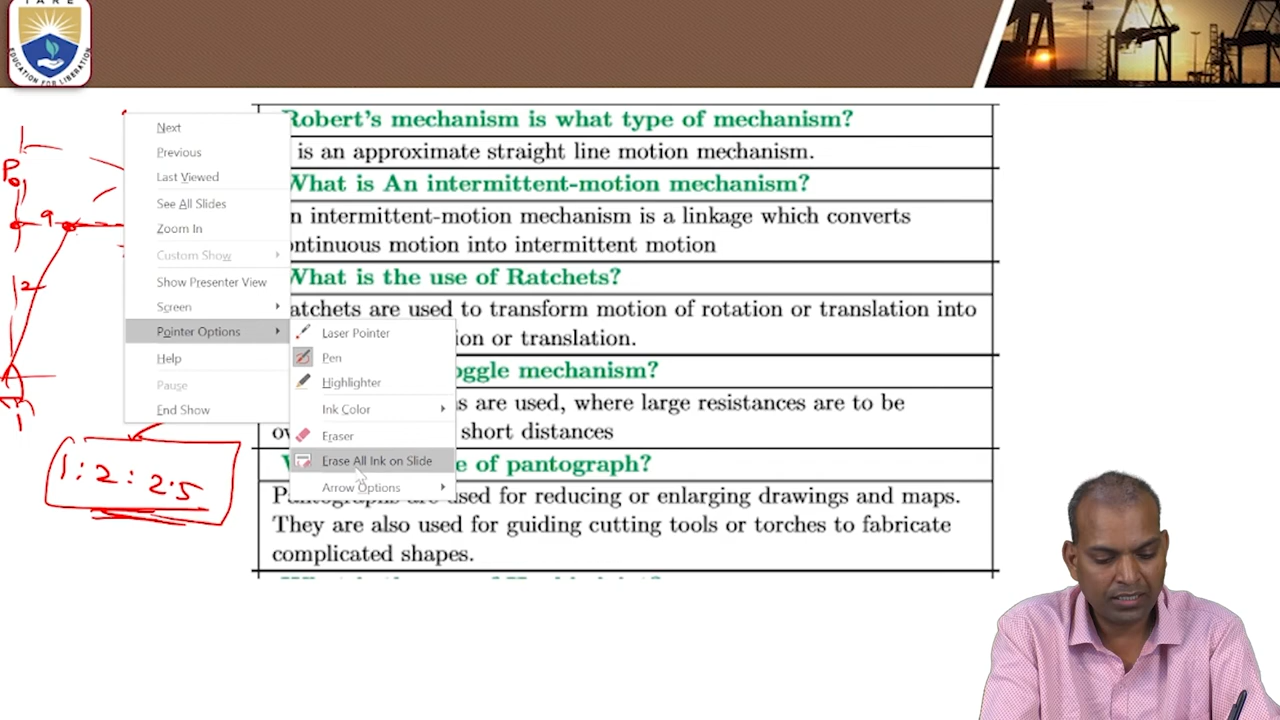 TARE
EDUCATION FOR LIBERATION
Robert's mechanism is what type of mechanism?
is an approximate straight line motion mechanism.
What is An intermittent-motion mechanism?
n intermittent-motion mechanism is a linkage which converts
ontinuous motion into intermittent motion
What is the use of Ratchets?
atchets are used to transform motion of rotation or translation into
ion or translation.
oggle mechanism?
s are used, where large resistances are to be
short distances
e of pantograph?
Pantographs are used for reducing or enlarging drawings and maps.
They are also used for guiding cutting tools or torches to fabricate
complicated shapes.
Next
Previous
Last Viewed
See All Slides
Zoom In
Custom Show
Show Presenter View
Screen
Pointer Options
Help
Pause
End Show
Laser Pointer
Pen
Highlighter
Ink Color
Eraser
Erase All Ink on Slide
Arrow Options
P
2
1 : 2 : 2.5